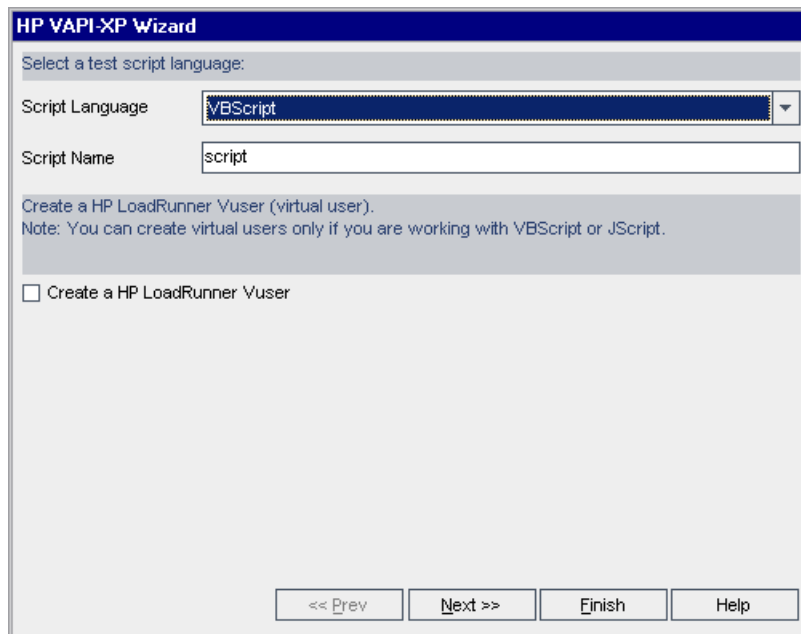 HP VAPI-XP Wizard
Select a test script language:
Script Language VBScript
Script Name script
Create a HP LoadRunner Vuser (virtual user).
Note: You can create virtual users only if you are working with VBScript or JScript.
Create a HP LoadRunner Vuser
<< Prev Next >> Finish Help